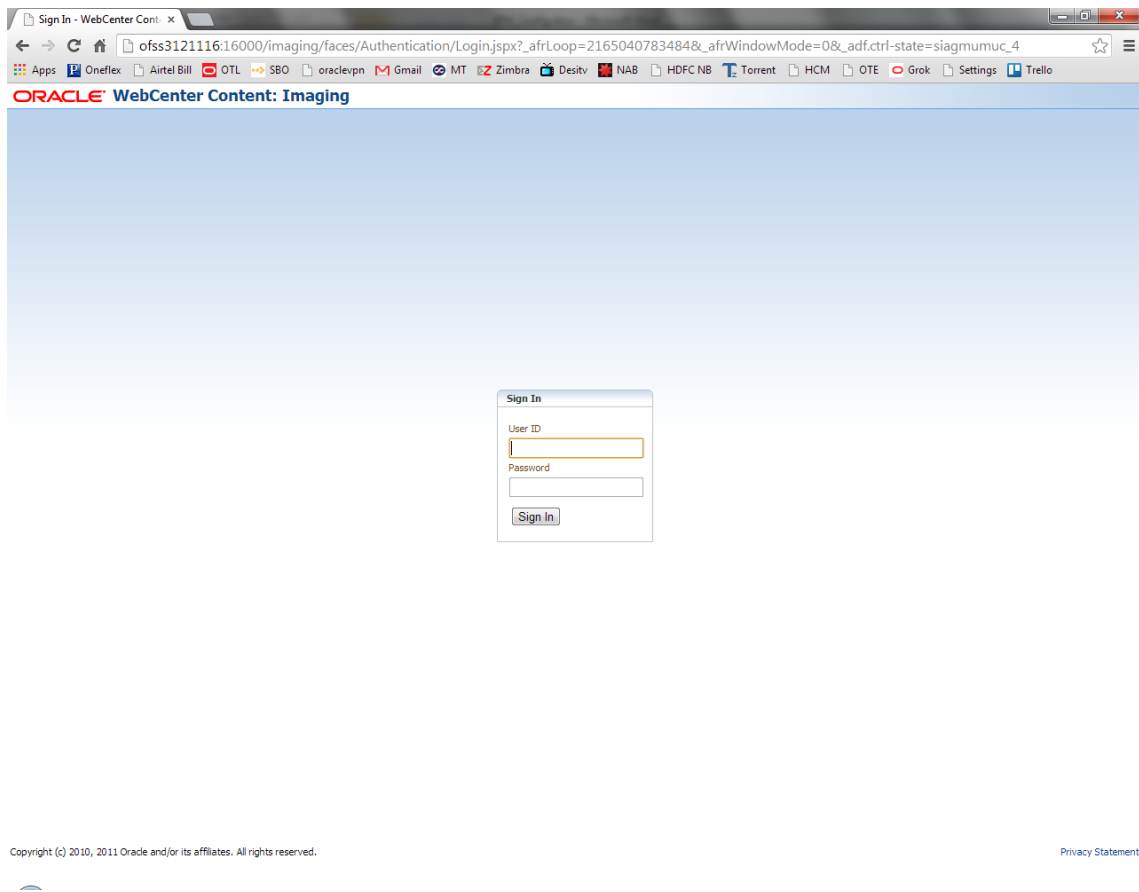 Sign In - WebCenter Conte
ofss3121116:16000/imaging/faces/Authentication/Login.jspx?_afrLoop=2165040783484&_afrWindowMode=0&_adf.ctrl-state=siagmumuc_4
Apps Oneflex Airtel Bill OTL SBO oraclevpn Gmail MT Zimbra Desitv NAB HDFC NB Torrent HCM OTE Grok Settings Trello
ORACLE WebCenter Content: Imaging
Sign In
User ID
Password
Sign In
Copyright (c) 2010, 2011 Oracle and/or its affiliates. All rights reserved. Privacy Statement